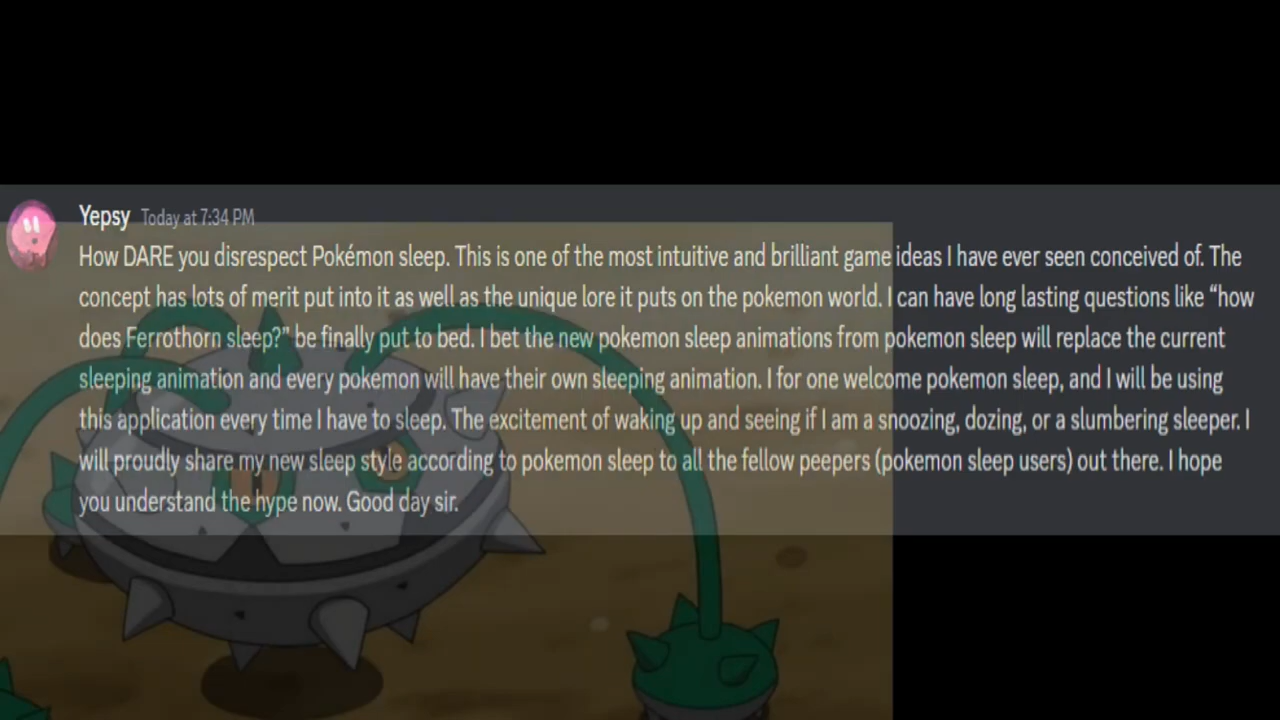 Yepsy Today at 7:34 PM
How DARE you disrespect Pokémon sleep. This is one of the most intuitive and brilliant game ideas I have ever seen conceived of. The
concept has lots of merit put into it as well as the unique lore it puts on the pokemon world. I can have long lasting questions like “how
does Ferrothorn sleep?” be finally put to bed. I bet the new pokemon sleep animations from pokemon sleep will replace the current
sleeping animation and every pokemon will have their own sleeping animation. I for one welcome pokemon sleep, and I will be using
this application every time I have to sleep. The excitement of waking up and seeing if I am a snoozing, dozing, or a slumbering sleeper. I
will proudly share my new sleep style according to pokemon sleep to all the fellow peepers (pokemon sleep users) out there. I hope
you understand the hype now. Good day sir.